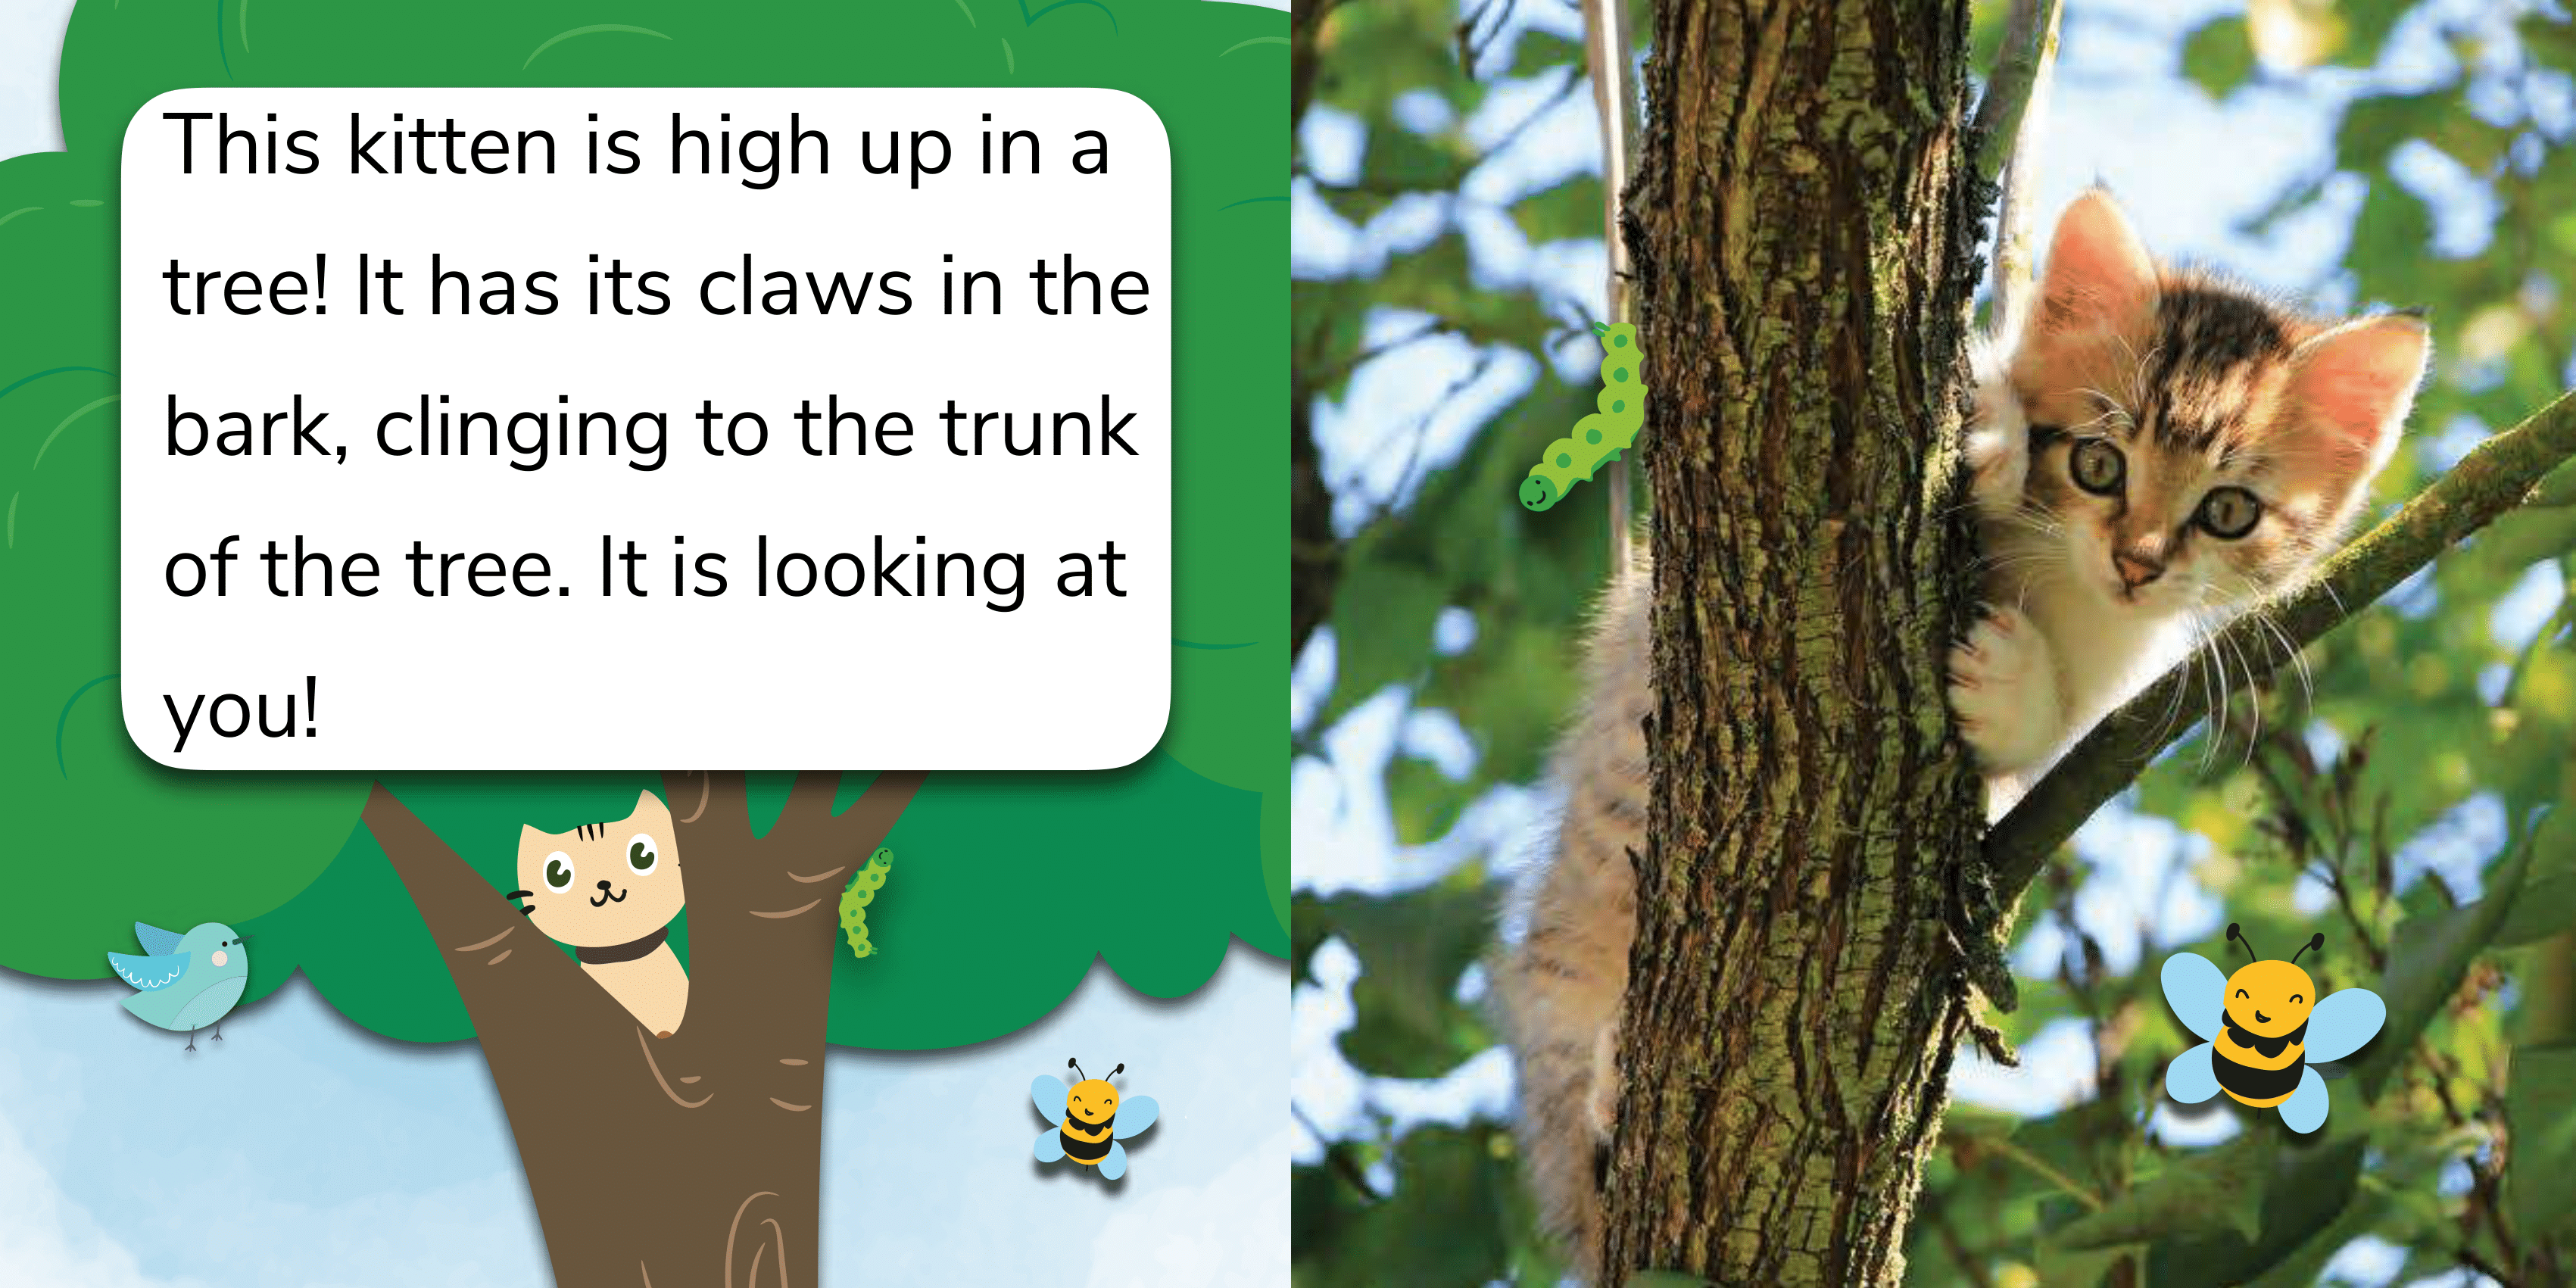 This kitten is high up in a
tree! It has its claws in the
bark, clinging to the trunk
of the tree. It is looking at
you!